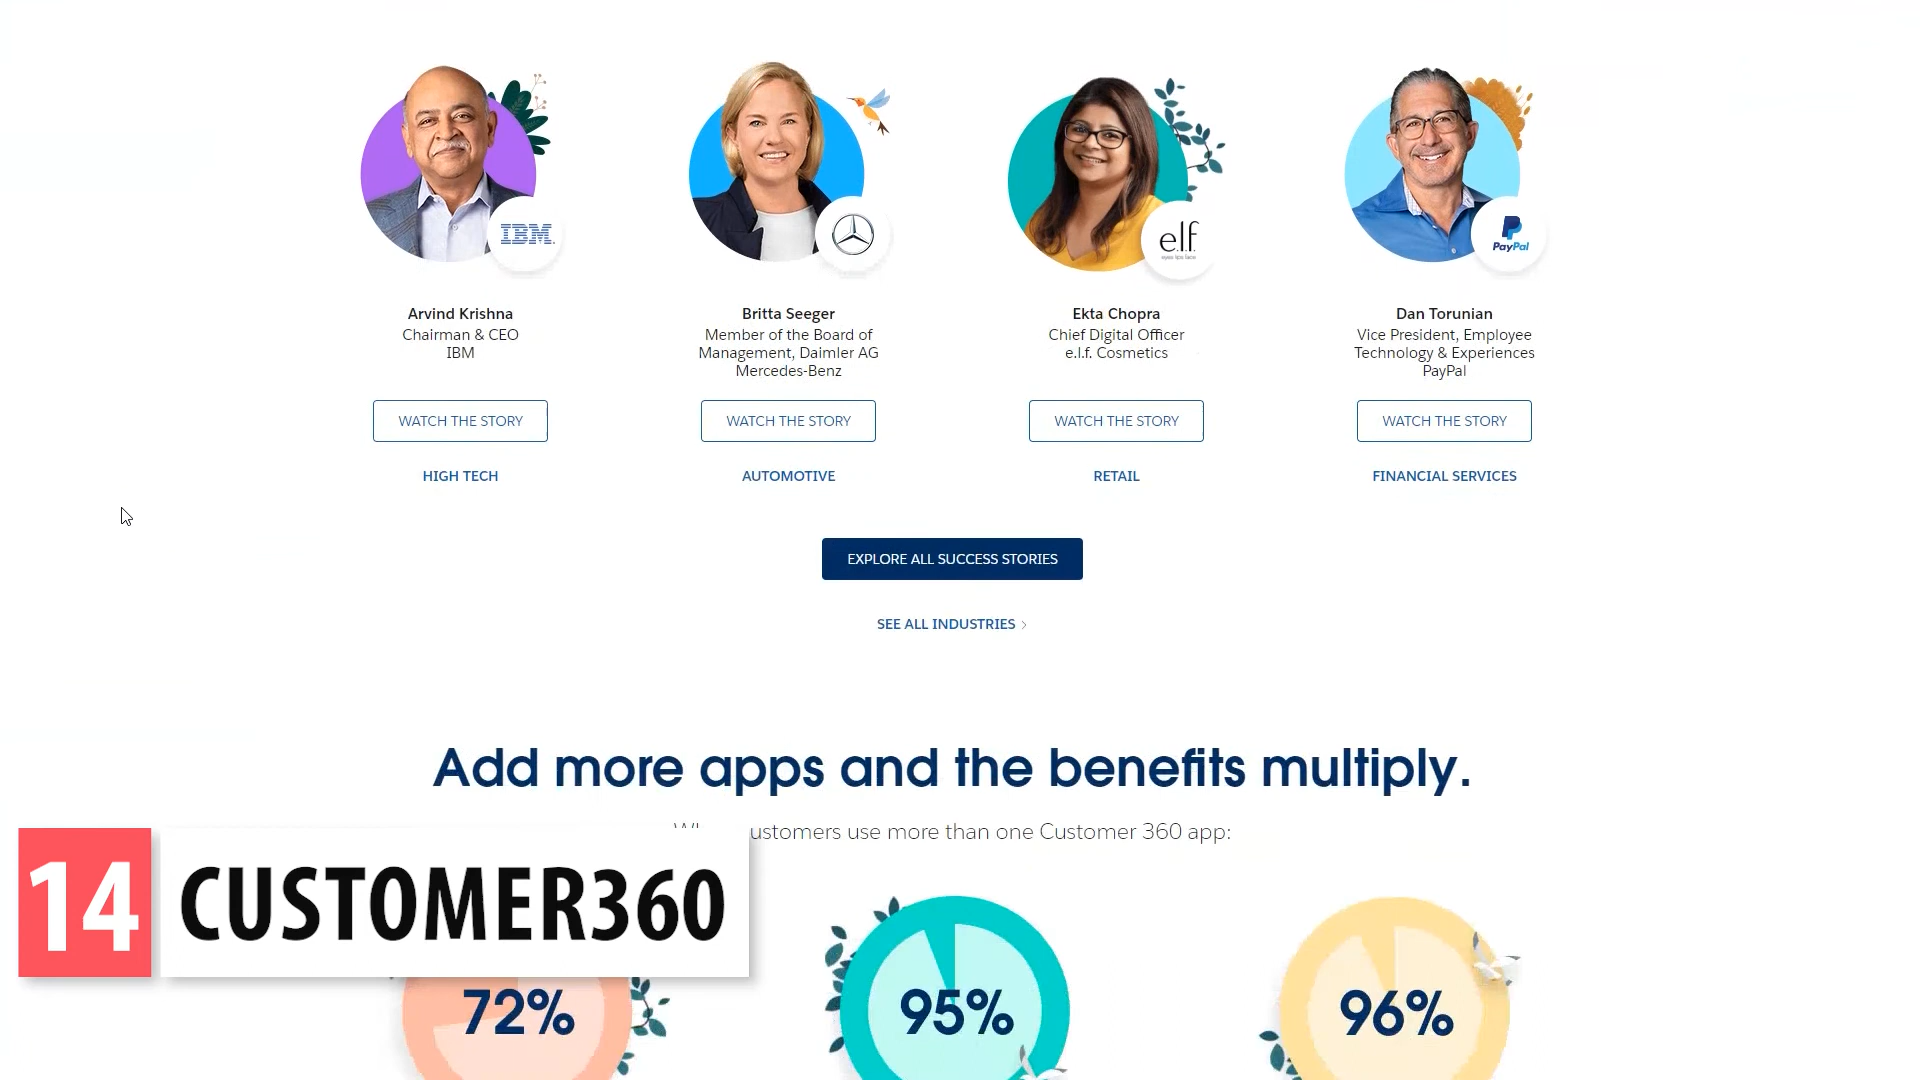 IBM
e.l.f.
eyes lips face
PayPal
Arvind Krishna
Chairman & CEO
IBM
Britta Seeger
Member of the Board of
Management, Daimler AG
Mercedes-Benz
Ekta Chopra
Chief Digital Officer
e.l.f. Cosmetics
Dan Torunian
Vice President, Employee
Technology & Experiences
PayPal
WATCH THE STORY
WATCH THE STORY
WATCH THE STORY
WATCH THE STORY
HIGH TECH
AUTOMOTIVE
RETAIL
FINANCIAL SERVICES
EXPLORE ALL SUCCESS STORIES
SEE ALL INDUSTRIES >
Add more apps and the benefits multiply.
customers use more than one Customer 360 app:
14 CUSTOMER360
72%
95%
96%